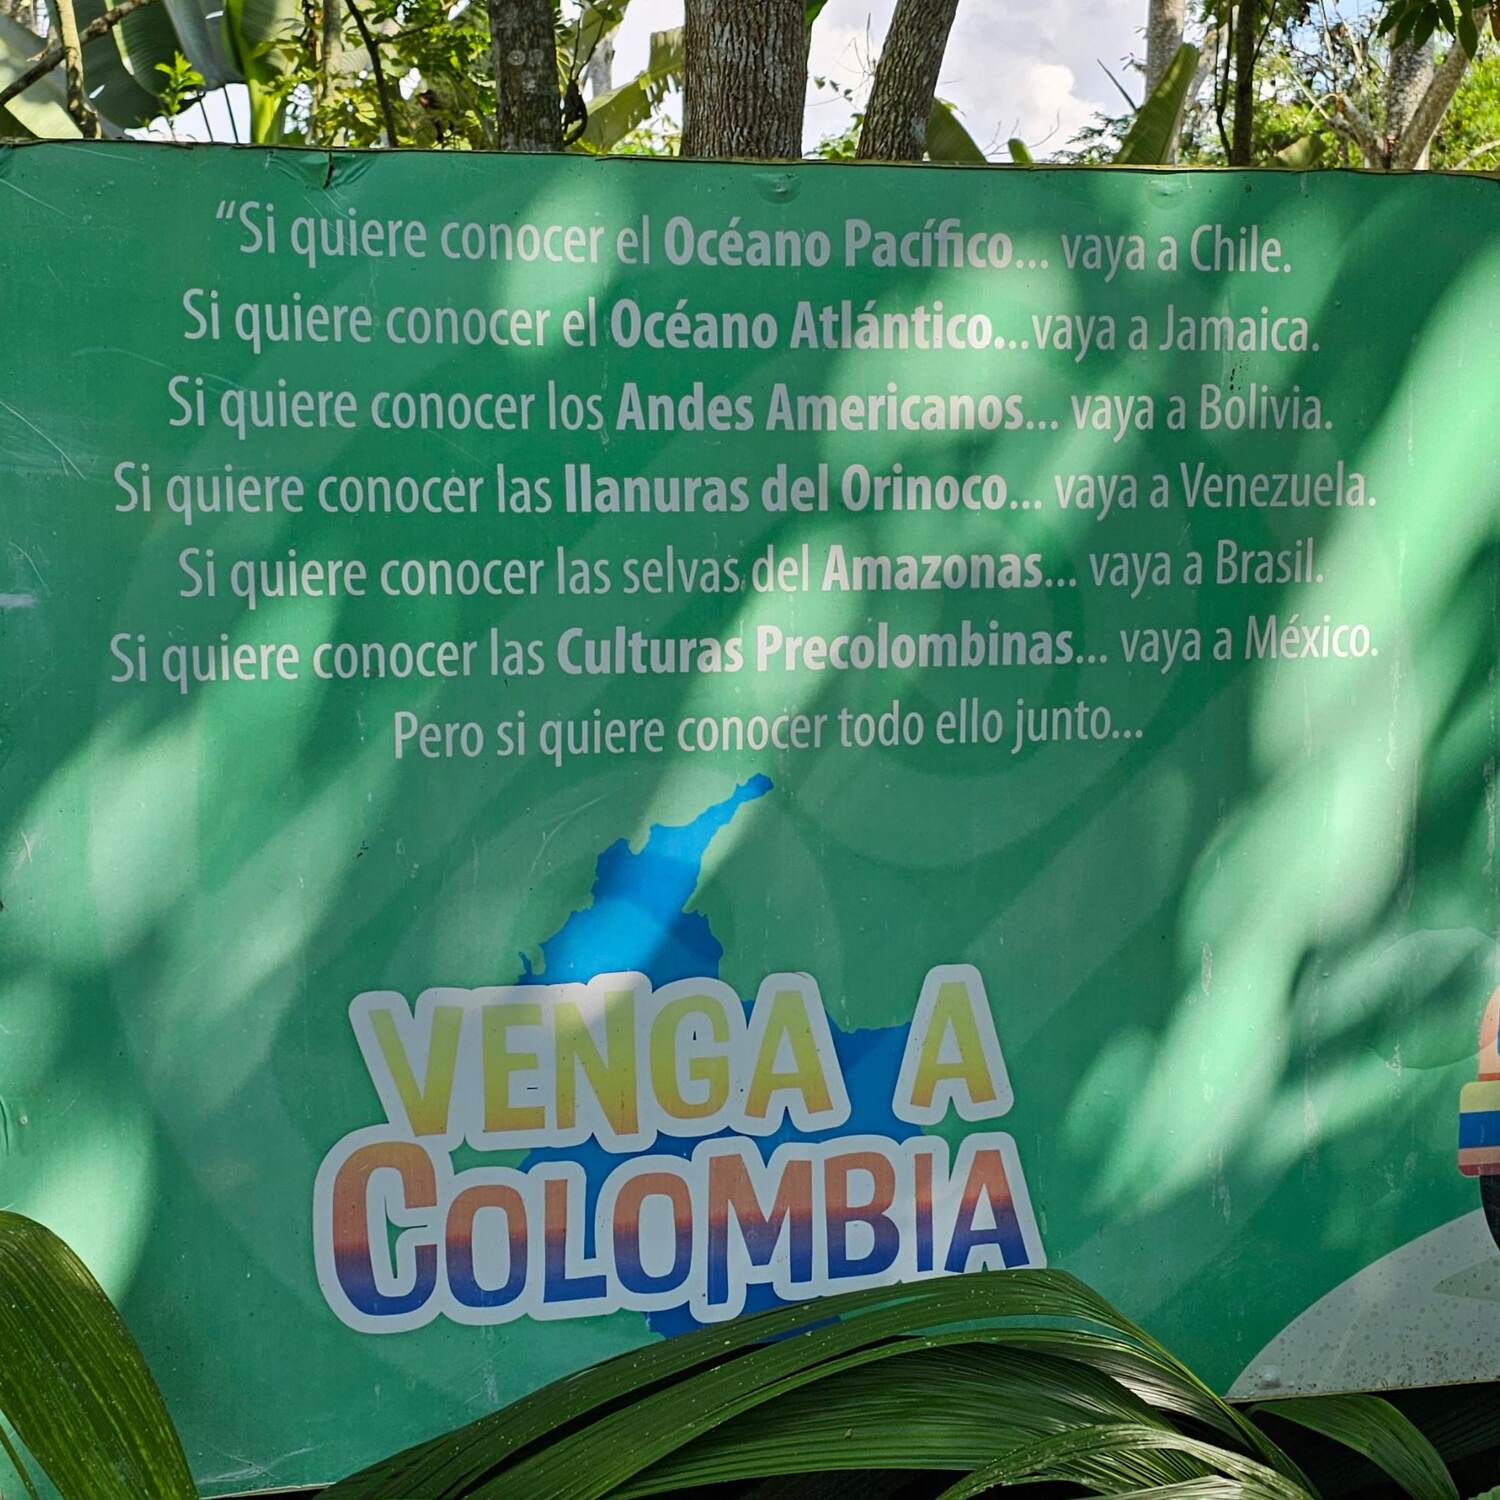 “Si quiere conocer el Océano Pacífico... vaya a Chile.
Si quiere conocer el Océano Atlántico...vaya a Jamaica.
Si quiere conocer los Andes Americanos... vaya a Bolivia.
Si quiere conocer las llanuras del Orinoco... vaya a Venezuela.
Si quiere conocer las selvas del Amazonas... vaya a Brasil.
Si quiere conocer las Culturas Precolombinas... vaya a México.
Pero si quiere conocer todo ello junto...
VENGA A
COLOMBIA